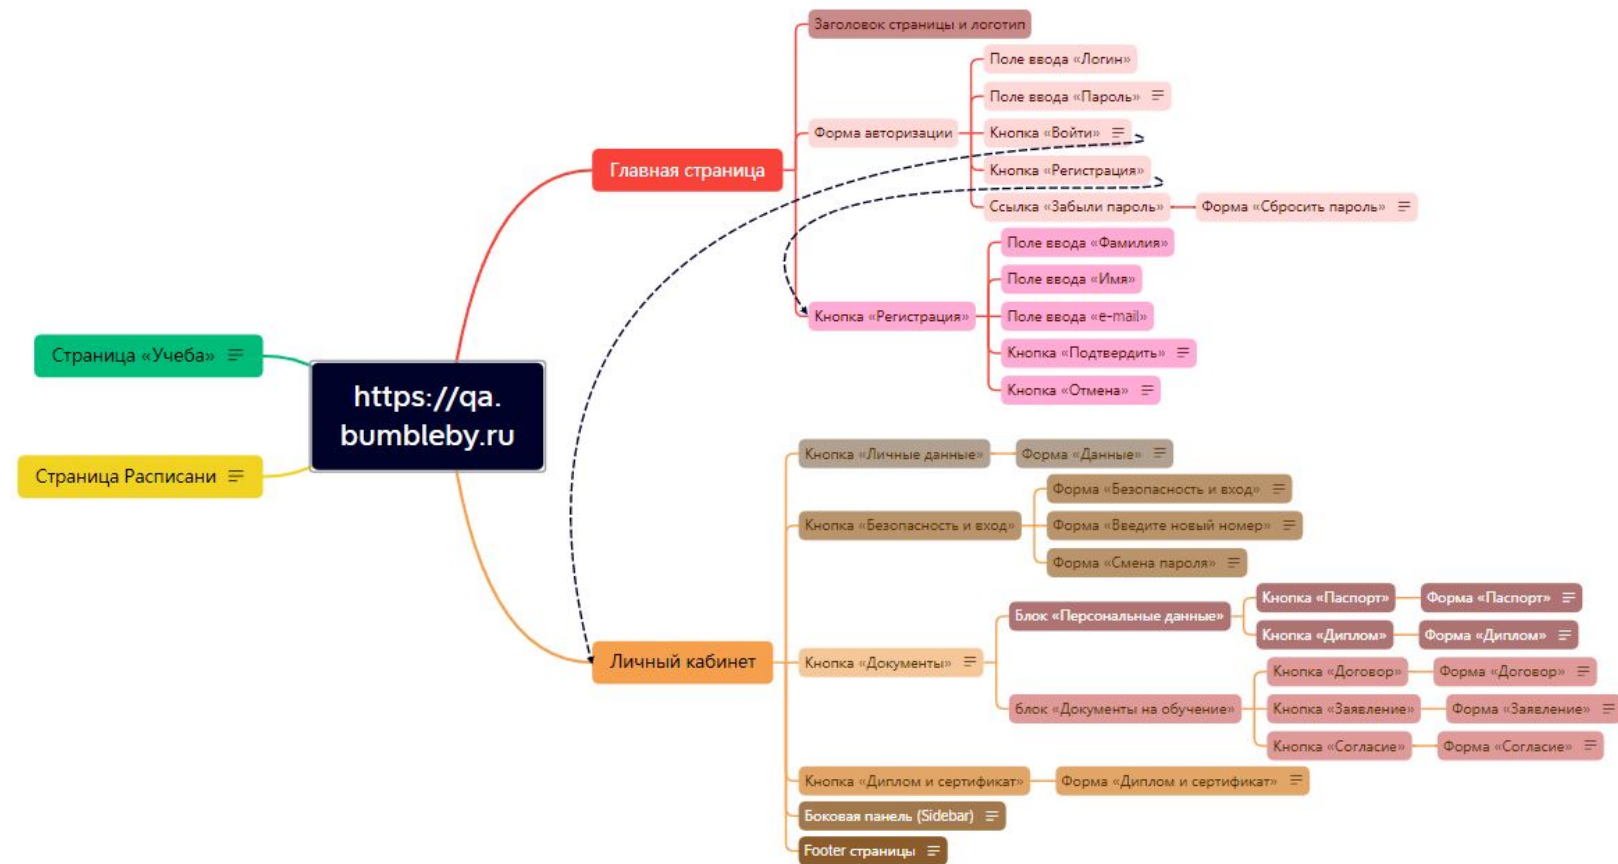 Заголовок страницы и логотип
Поле ввода «Логин»
Поле ввода «Пароль»
Форма авторизации
Кнопка «Войти»
Кнопка «Регистрация»
Ссылка «Забыли пароль»
Форма «Сбросить пароль»
Главная страница
Поле ввода «Фамилия»
Поле ввода «Имя»
Кнопка «Регистрация»
Поле ввода «e-mail»
Кнопка «Подтвердить»
Кнопка «Отмена»
Страница «Учеба»
https://qa.
bumbleby.ru
Страница Расписани
Кнопка «Личные данные»
Форма «Данные»
Форма «Безопасность и вход»
Кнопка «Безопасность и вход»
Форма «Введите новый номер»
Форма «Смена пароля»
Личный кабинет
Кнопка «Документы»
Блок «Персональные данные»
Кнопка «Паспорт»
Форма «Паспорт»
Кнопка «Диплом»
Форма «Диплом»
блок «Документы на обучение»
Кнопка «Договор»
Форма «Договор»
Кнопка «Заявление»
Форма «Заявление»
Кнопка «Согласие»
Форма «Согласие»
Кнопка «Диплом и сертификат»
Форма «Диплом и сертификат»
Боковая панель (Sidebar)
Footer страницы